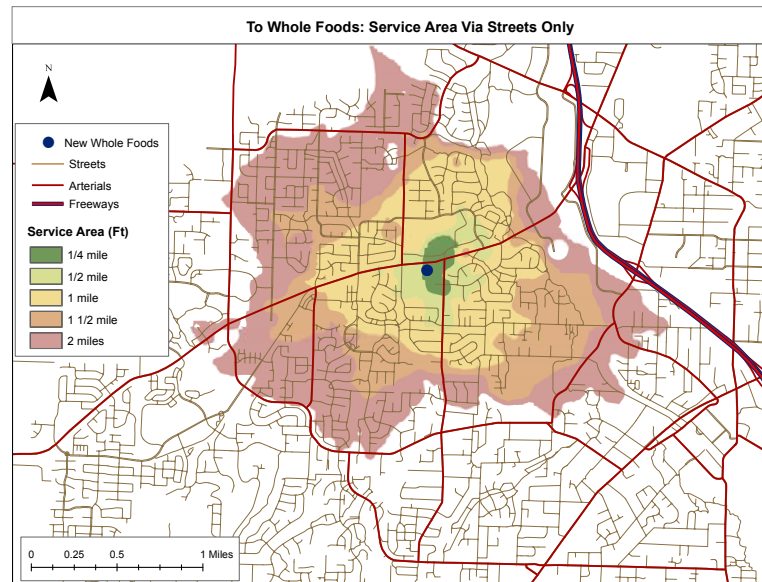 To Whole Foods: Service Area Via Streets Only
N
New Whole Foods
Streets
Arterials
Freeways
Service Area (Ft)
1/4 mile
1/2 mile
1 mile
1 1/2 mile
2 miles
0 0.25 0.5 1 Miles